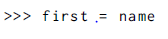 >>> first .= name